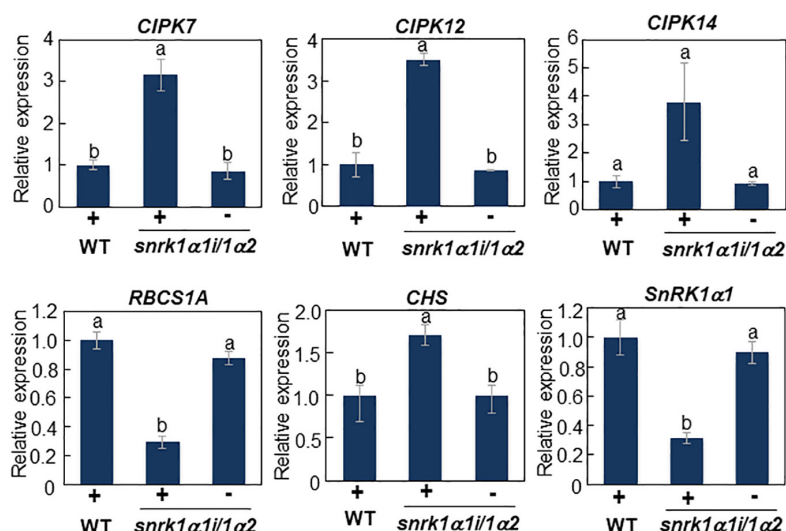 CIPK7
Relative expression
4
3
2
1
0
b
a
b
+
+
-
WT
snrk1α1i/1α2
CIPK12
Relative expression
4
3
2
1
0
b
a
b
+
+
-
WT
snrk1α1i/1α2
CIPK14
Relative expression
6
5
4
3
2
1
0
a
a
a
+
+
-
WT
snrk1α1i/1α2
RBCS1A
Relative expression
1.2
1.0
0.8
0.6
0.4
0.2
0
a
b
a
+
+
-
WT
snrk1α1i/1α2
CHS
Relative expression
2.0
1.5
1.0
0.5
0
b
a
b
+
+
-
WT
snrk1α1i/1α2
SnRK1α1
Relative expression
1.2
1.0
0.8
0.6
0.4
0.2
0
a
b
a
+
+
-
WT
snrk1α1i/1α2